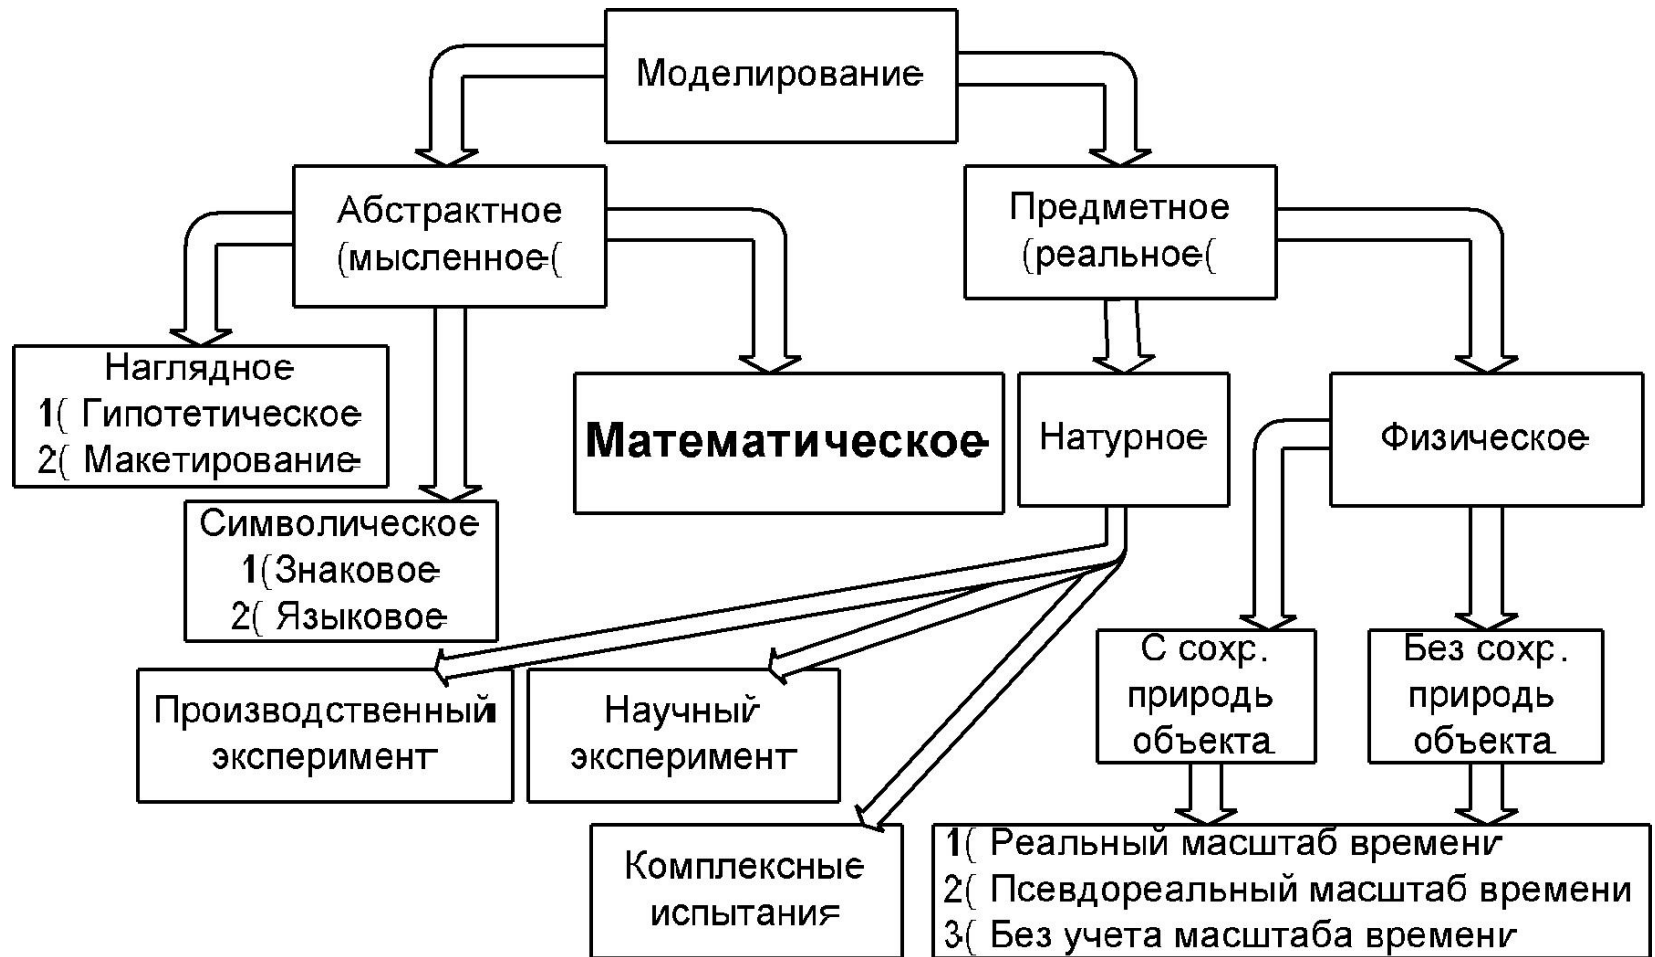 Моделирование
Абстрактное
(мысленное(
Предметное
(реальное(
Наглядное
1( Гипотетическое
2( Макетирование
Математическое
Натурное
Физическое
Символическое
1(Знаковое
2( Языковое
С сохр.
природь
объекта
Без сохр.
природь
объекта
Производственный
эксперимент
Научный
эксперимент
Комплексные
испытания
1( Реальный масштаб времени
2( Псевдореальный масштаб времени
3( Без учета масштаба времени